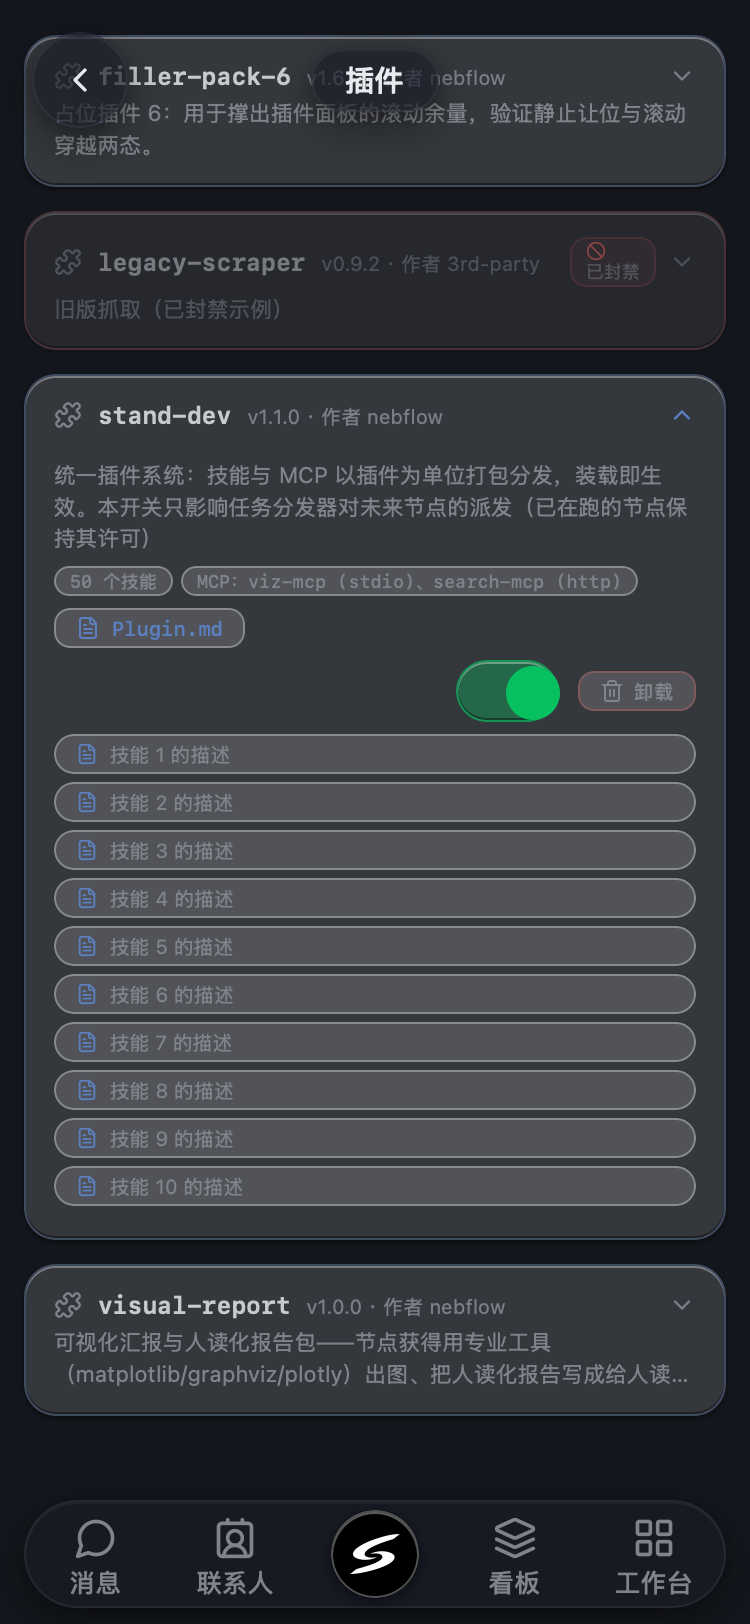 filler-pack-6 v1.6 者 nebflow
插件
占位插件 6：用于撑出插件面板的滚动余量，验证静止让位与滚动
穿越两态。
legacy-scraper v0.9.2 · 作者 3rd-party
已封禁
旧版抓取（已封禁示例）
stand-dev v1.1.0 · 作者 nebflow
统一插件系统：技能与 MCP 以插件为单位打包分发，装载即生
效。本开关只影响任务分发器对未来节点的派发（已在跑的节点保
持其许可）
50 个技能 MCP: viz-mcp (stdio)、search-mcp (http)
Plugin.md
卸载
技能 1 的描述
技能 2 的描述
技能 3 的描述
技能 4 的描述
技能 5 的描述
技能 6 的描述
技能 7 的描述
技能 8 的描述
技能 9 的描述
技能 10 的描述
visual-report v1.0.0 · 作者 nebflow
可视化汇报与人读化报告包——节点获得用专业工具
（matplotlib/graphviz/plotly）出图、把人读化报告写成给人读...
消息 联系人 看板 工作台